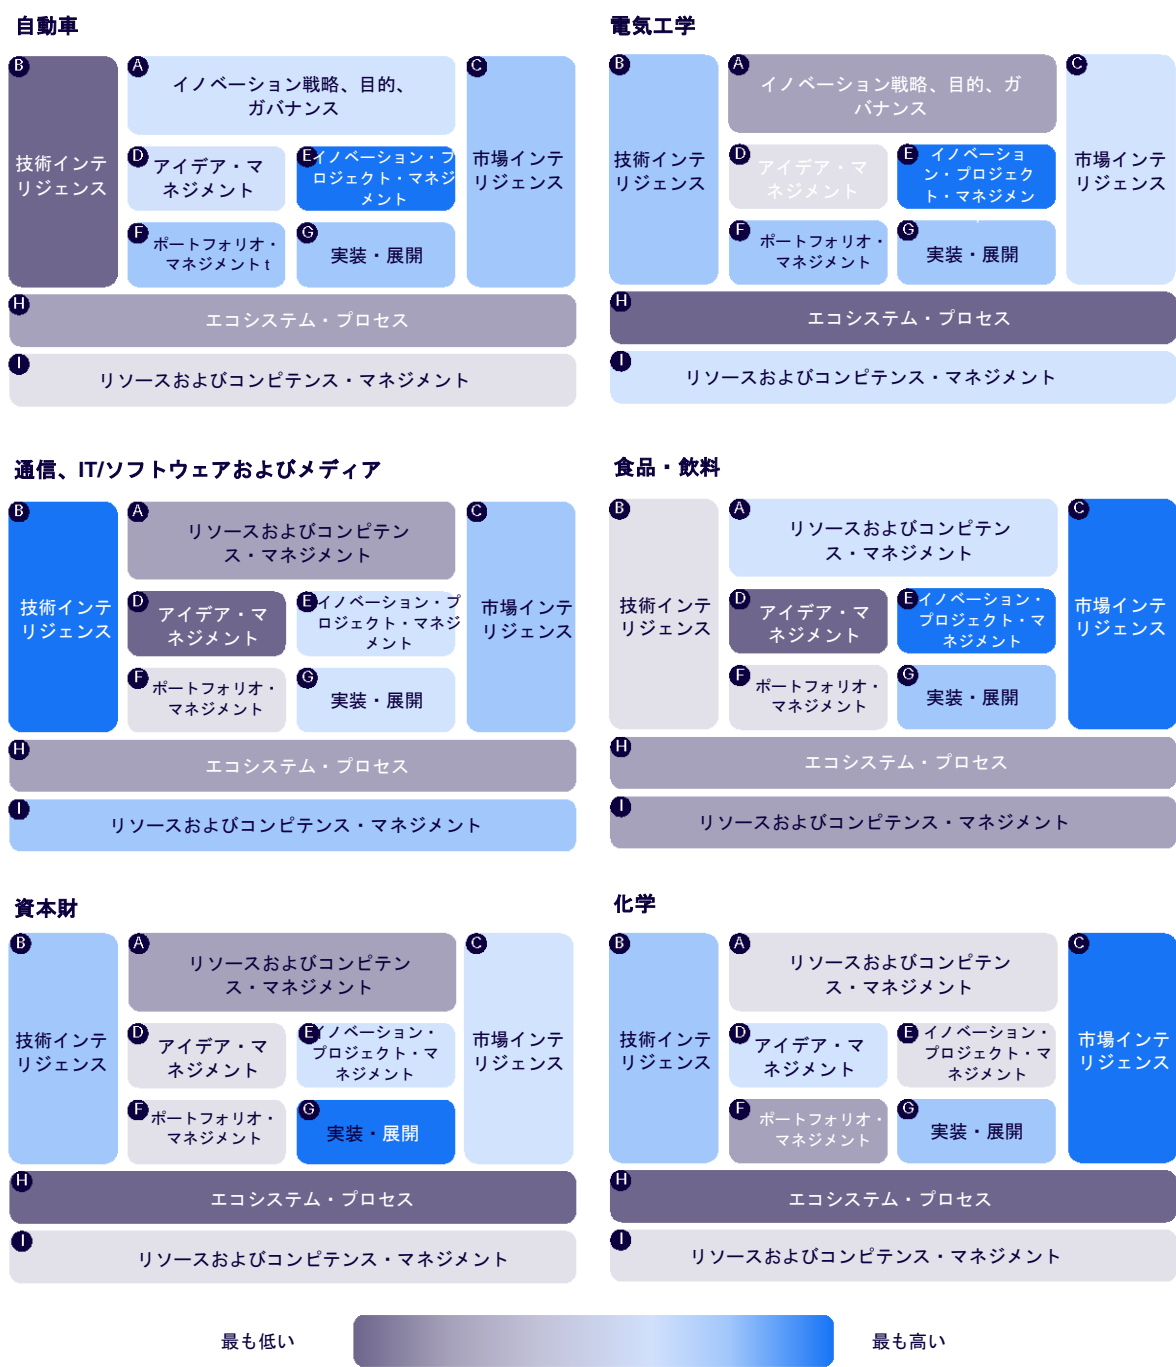 自動車
B
技術インテ
リジェンス
A
イノベーション戦略、目的、
ガバナンス
C
市場インテ
リジェンス
D
アイデア・マ
ネジメント
E
イノベーション・プ
ロジェクト・マネジ
メント
F
ポートフォリオ・
マネジメント t
G
実装・展開
H
エコシステム・プロセス
I
リソースおよびコンピテンス・マネジメント
電気工学
B
技術インテ
リジェンス
A
イノベーション戦略、目的、ガ
バナンス
C
市場インテ
リジェンス
D
アイデア・マ
ネジメント
E
イノベーショ
ン・プロジェク
ト・マネジメン
F
ポートフォリオ・
マネジメント
G
実装・展開
H
エコシステム・プロセス
I
リソースおよびコンピテンス・マネジメント
通信、IT/ソフトウェアおよびメディア
B
技術インテ
リジェンス
A
リソースおよびコンピテン
ス・マネジメント
C
市場インテ
リジェンス
D
アイデア・マ
ネジメント
E
イノベーション・プ
ロジェクト・マネジ
メント
F
ポートフォリオ・
マネジメント
G
実装・展開
H
エコシステム・プロセス
I
リソースおよびコンピテンス・マネジメント
食品・飲料
B
技術インテ
リジェンス
A
リソースおよびコンピテン
ス・マネジメント
C
市場インテ
リジェンス
D
アイデア・マ
ネジメント
E
イノベーション・
プロジェクト・マ
ネジメント
F
ポートフォリオ・
マネジメント
G
実装・展開
H
エコシステム・プロセス
I
リソースおよびコンピテンス・マネジメント
資本財
B
技術インテ
リジェンス
A
リソースおよびコンピテン
ス・マネジメント
C
市場インテ
リジェンス
D
アイデア・マ
ネジメント
E
イノベーション・
プロジェクト・マ
ネジメント
F
ポートフォリオ・
マネジメント
G
実装・展開
H
エコシステム・プロセス
I
リソースおよびコンピテンス・マネジメント
化学
B
技術インテ
リジェンス
A
リソースおよびコンピテン
ス・マネジメント
C
市場インテ
リジェンス
D
アイデア・マ
ネジメント
E
イノベーション・
プロジェクト・マ
ネジメント
F
ポートフォリオ・
マネジメント
G
実装・展開
H
エコシステム・プロセス
I
リソースおよびコンピテンス・マネジメント
最も低い
最も高い